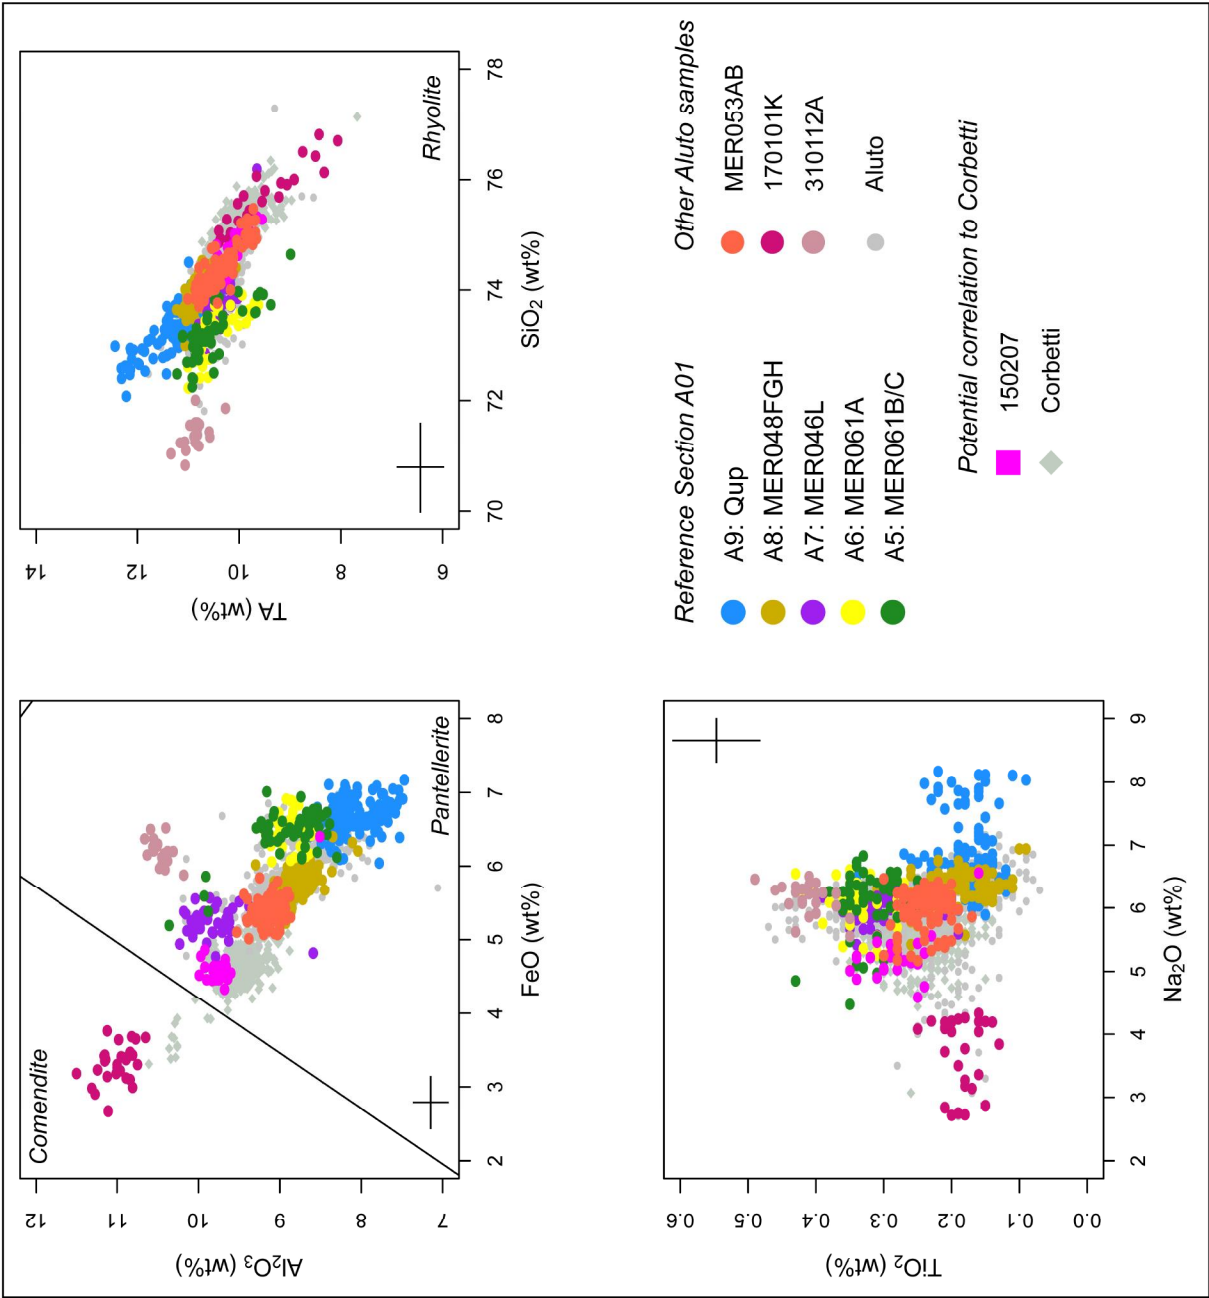 Comendite
Pantellerite
12
11
10
9
8
7
Al₂O₃ (wt%)
2
3
4
5
6
7
8
FeO (wt%)
Rhyolite
14
12
10
8
6
TA (wt%)
70
72
74
76
78
SiO₂ (wt%)
0.6
0.5
0.4
0.3
0.2
0.1
0.0
TiO₂ (wt%)
2
3
4
5
6
7
8
9
Na₂O (wt%)
Reference Section A01
A9: Qup
A8: MER048FGH
A7: MER046L
A6: MER061A
A5: MER061B/C
Other Aluto samples
MER053AB
170101K
310112A
Aluto
Potential correlation to Corbetti
150207
Corbetti